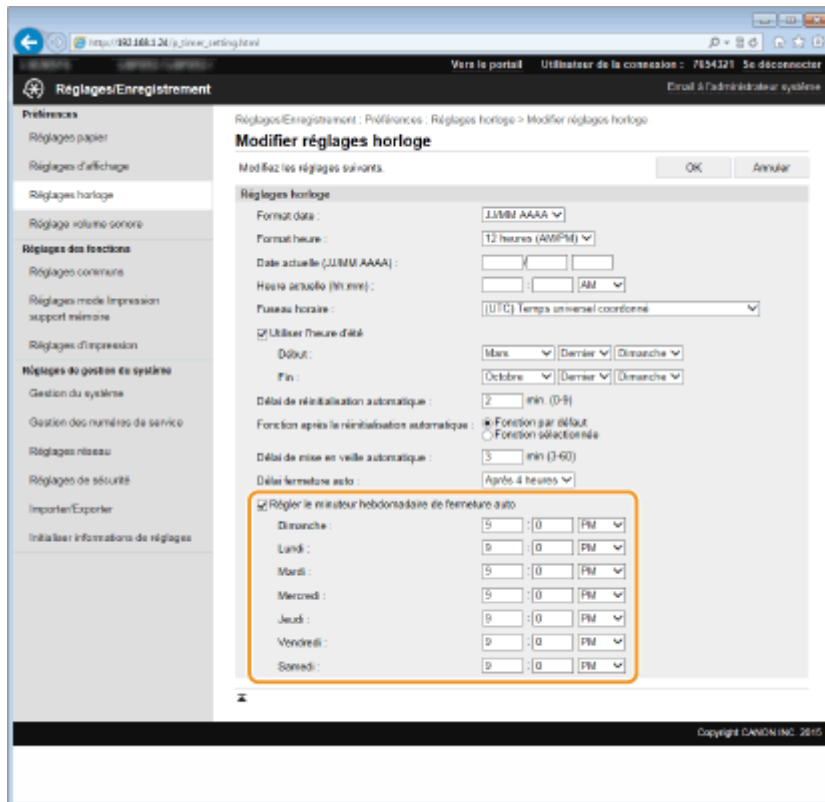 http://192.168.1.24/p_timer_setting.html
Vers le portail Utilisateur de la connexion : 7654321 Se déconnecter
Réglages/Enregistrement Email à l'administrateur système
Préférences
Réglages papier
Réglages d'affichage
Réglages horloge
Réglage volume sonore
Réglages des fonctions
Réglages communs
Réglages mode Impression
support mémoire
Réglages d'impression
Réglages de gestion de système
Gestion du système
Gestion des numéros de service
Réglages réseau
Réglages de sécurité
Importer/Exporter
Initialiser informations de réglages
Réglages/Enregistrement : Préférences : Réglages horloge > Modifier réglages horloge
Modifier réglages horloge
Modifiez les réglages suivants. OK Annuler
Réglages horloge
Format date : JJ/MM AAAA
Format heure : 12 heures (AM/PM)
Date actuelle (JJ/MM AAAA) : /
Heure actuelle (hh:mm) : : AM
Fuseau horaire : (UTC) Temps universel coordonné
Utiliser l'heure d'été
Début : Mars Dernier Dimanche
Fin : Octobre Dernier Dimanche
Délai de réinitialisation automatique : 2 min. (0-9)
Fonction après la réinitialisation automatique : Fonction par défaut
Fonction sélectionnée
Délai de mise en veille automatique : 3 min (3-60)
Délai fermeture auto : Après 4 heures
Régler le minuteur hebdomadaire de fermeture auto
Dimanche : 9 : 0 PM
Lundi : 9 : 0 PM
Mardi : 9 : 0 PM
Mercredi : 9 : 0 PM
Jeudi : 9 : 0 PM
Vendredi : 9 : 0 PM
Samedi : 9 : 0 PM
Copyright CANON INC. 2015